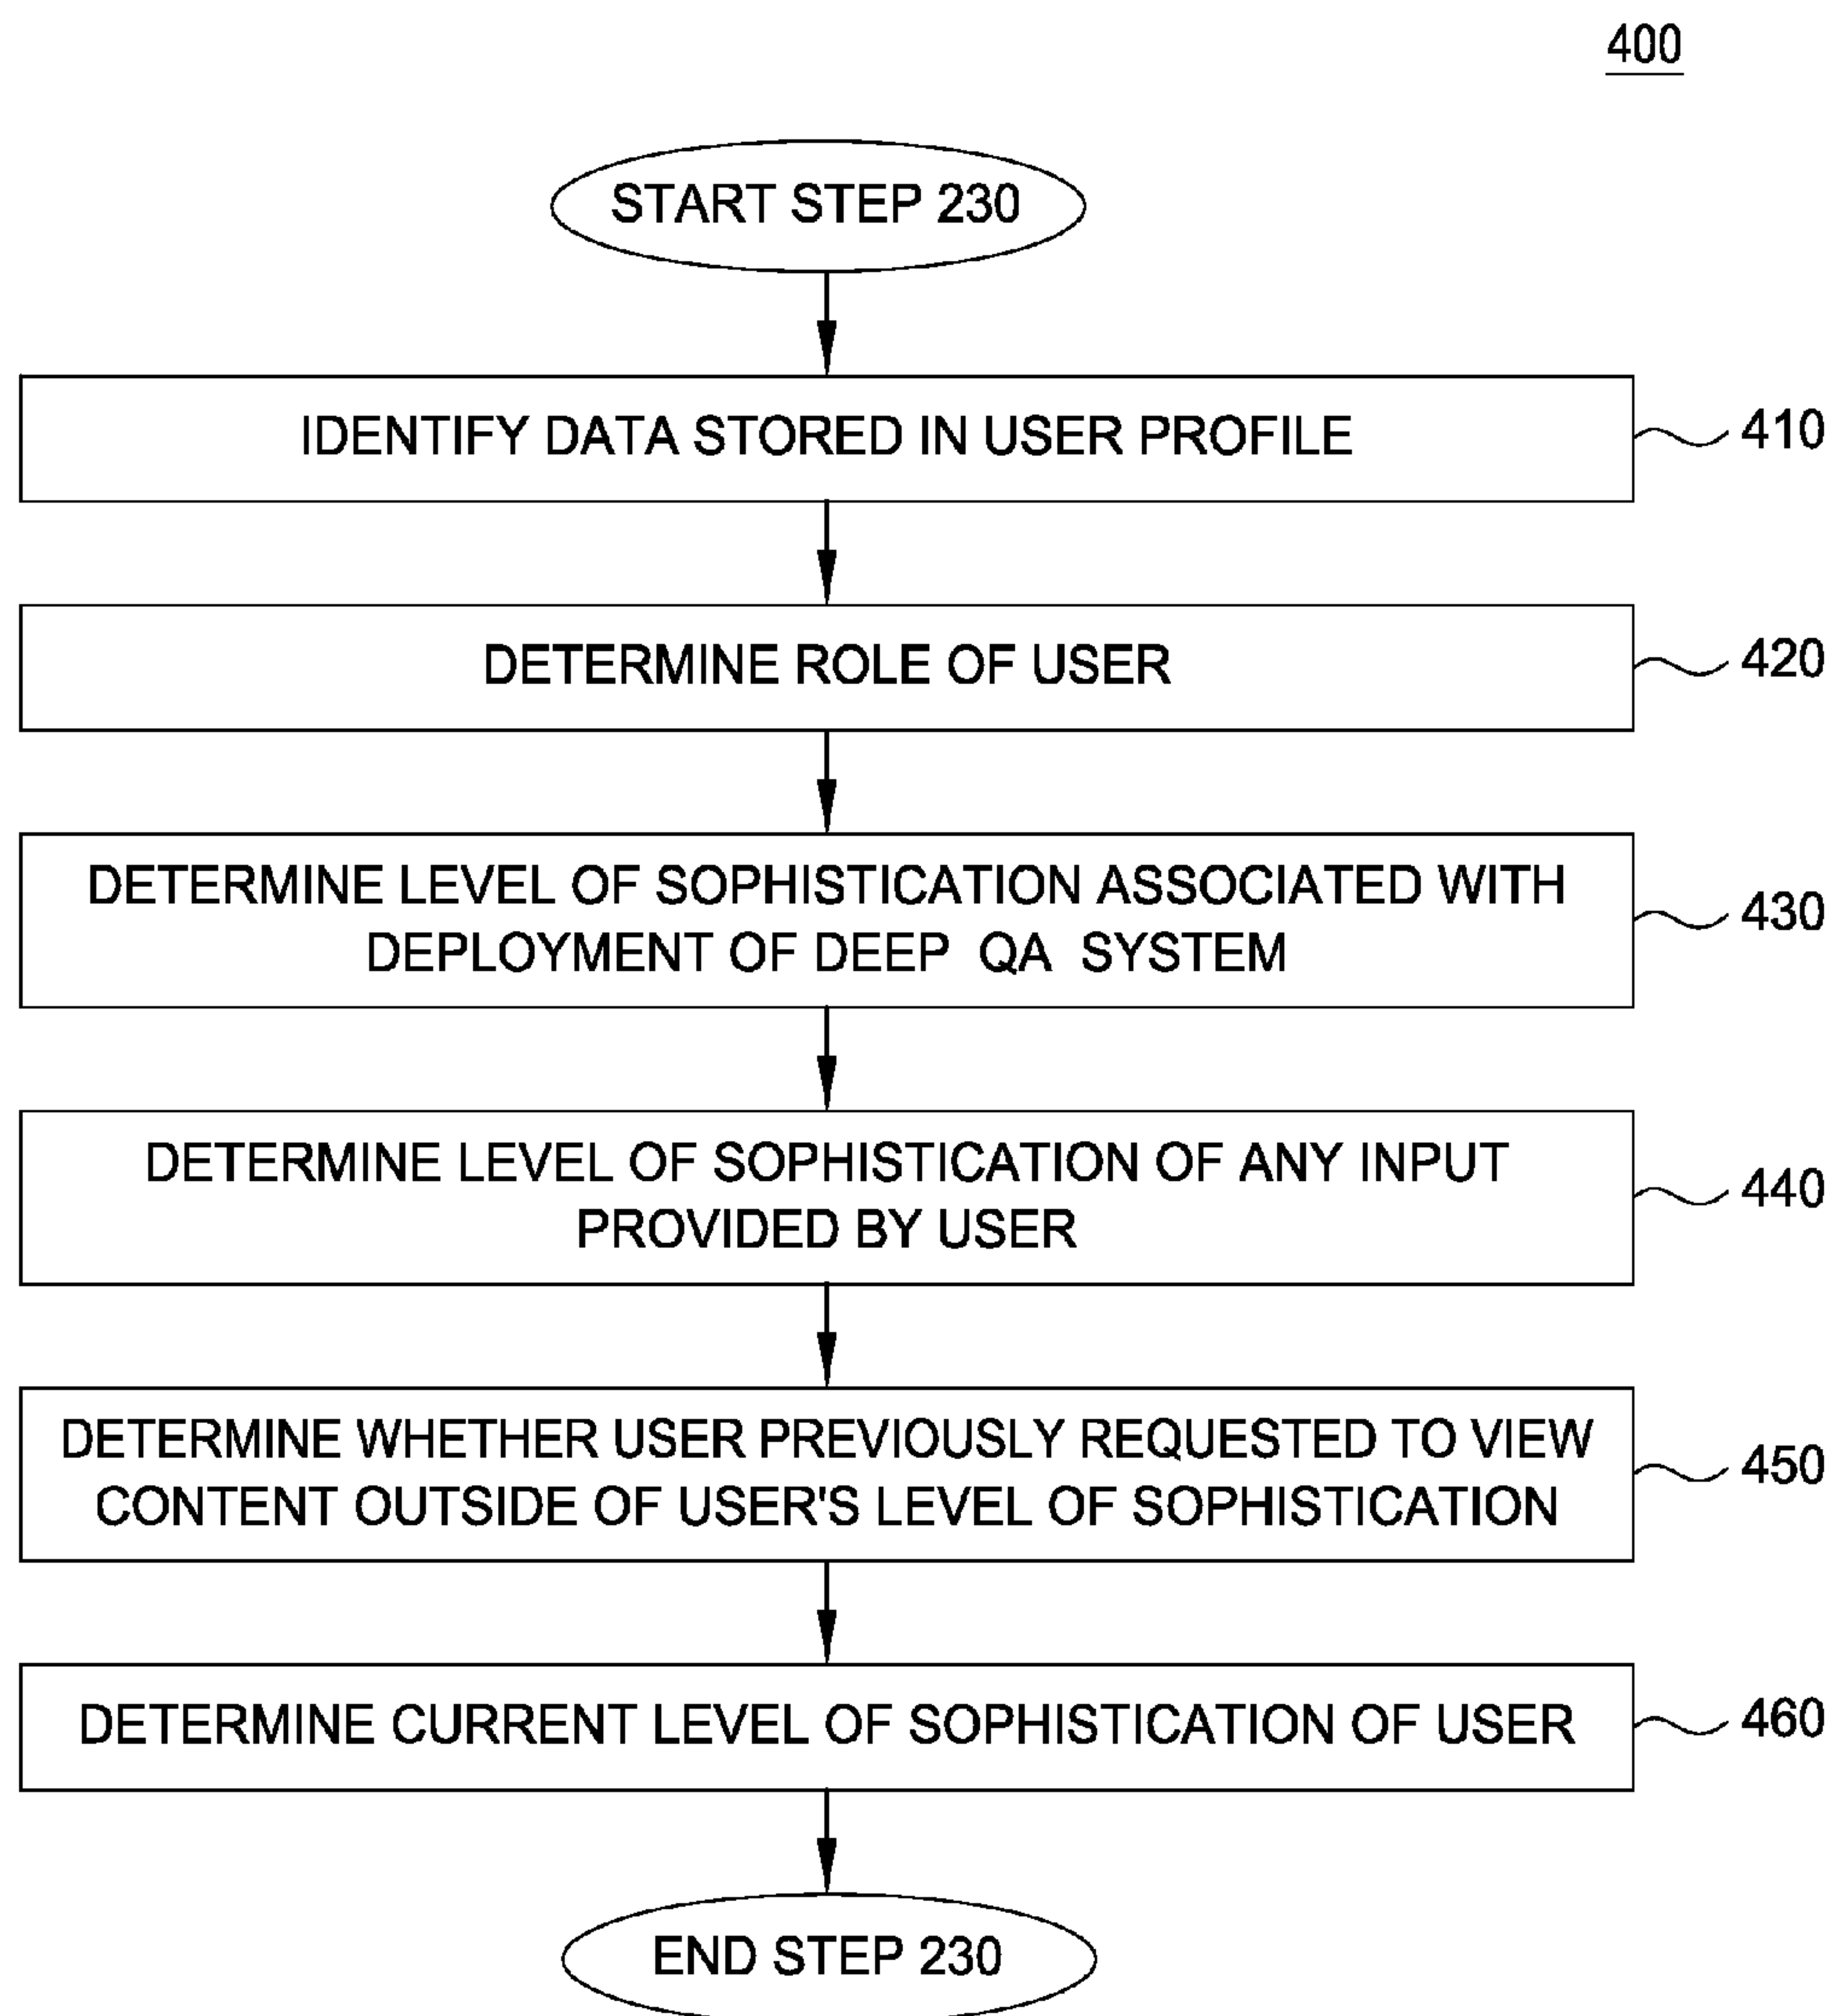 400
START STEP 230
IDENTIFY DATA STORED IN USER PROFILE
410
DETERMINE ROLE OF USER
420
DETERMINE LEVEL OF SOPHISTICATION ASSOCIATED WITH
DEPLOYMENT OF DEEP QA SYSTEM
430
DETERMINE LEVEL OF SOPHISTICATION OF ANY INPUT
PROVIDED BY USER
440
DETERMINE WHETHER USER PREVIOUSLY REQUESTED TO VIEW
CONTENT OUTSIDE OF USER'S LEVEL OF SOPHISTICATION
450
DETERMINE CURRENT LEVEL OF SOPHISTICATION OF USER
460
END STEP 230